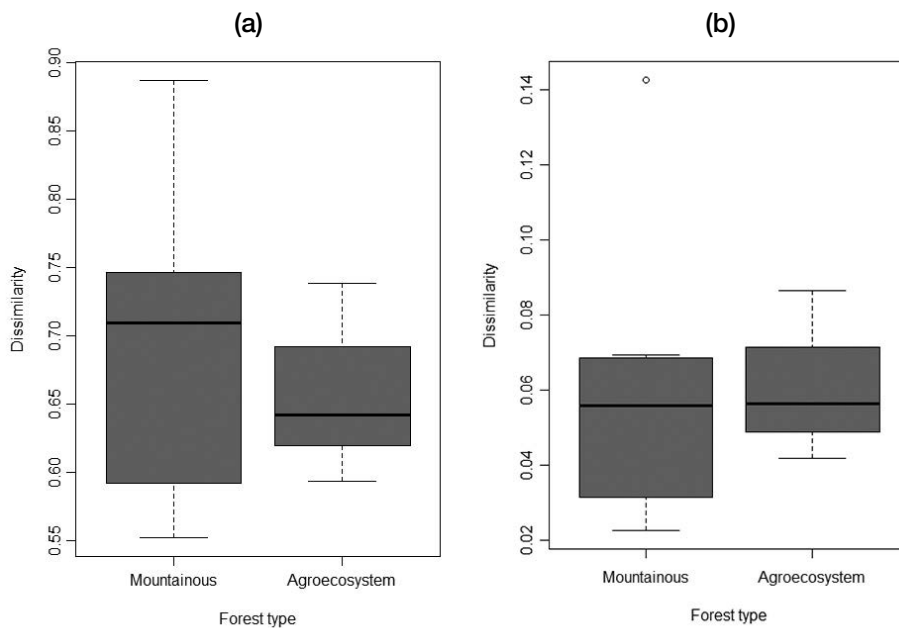 (a)
Dissimilarity
0.90
0.85
0.80
0.75
0.70
0.65
0.60
0.55
Mountainous
Agroecosystem
Forest type
(b)
Dissimilarity
0.14
0.12
0.10
0.08
0.06
0.04
0.02
Mountainous
Agroecosystem
Forest type